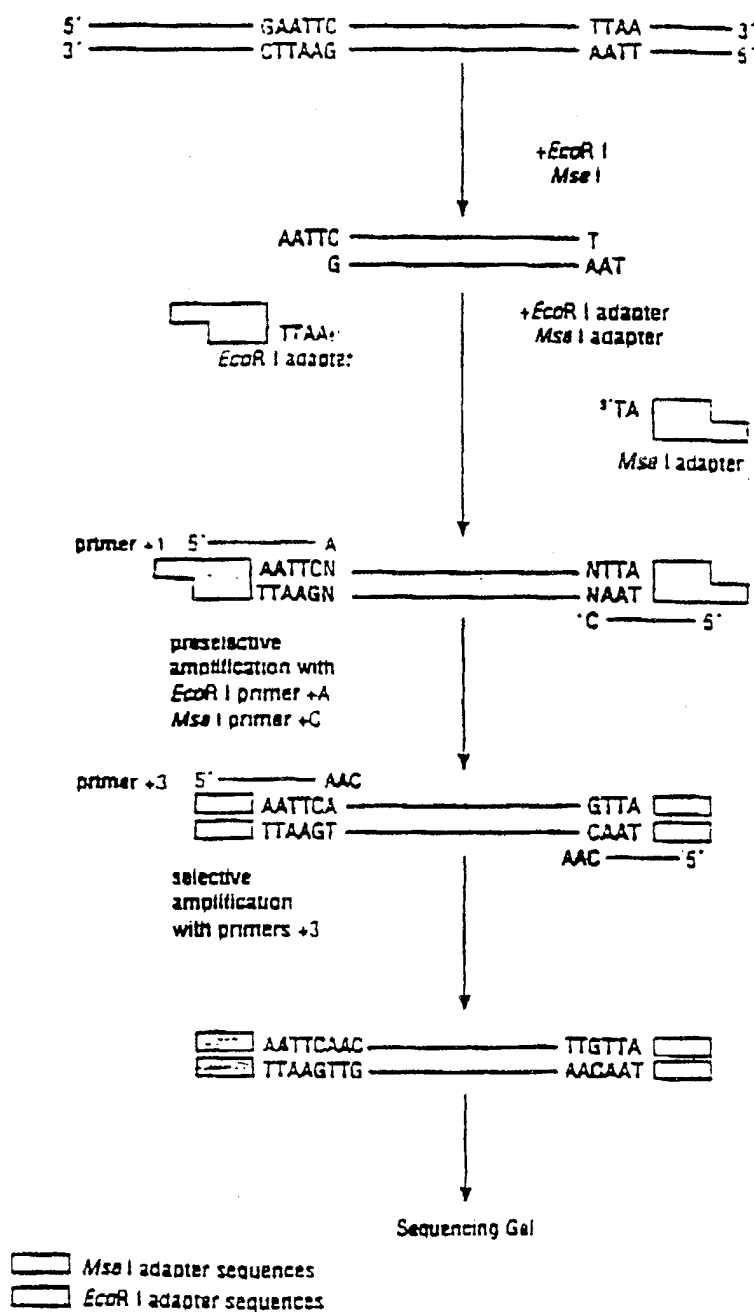 5' GAATTC TTAA 3'
3' CTTAAG AATT 5'
+EcoR I
Mse I
AATTC T
G AAT
+EcoR I adapter
Mse I adapter
TTAA
EcoR I adapter
TA
Mse I adapter
primer +1 5' A
AATTCN NTTA
TTAAGN NAAT
'C 5'
preselective
amplification with
EcoR I primer +A
Mse I primer +C
primer +3 5' AAC
AATTCA GTTA
TTAAGT CAAT
AAC 5'
selective
amplification
with primers +3
AATTCAAC TTGTTA
TTAAGTTG AACAAT
Sequencing Gel
Mse I adapter sequences
EcoR I adapter sequences